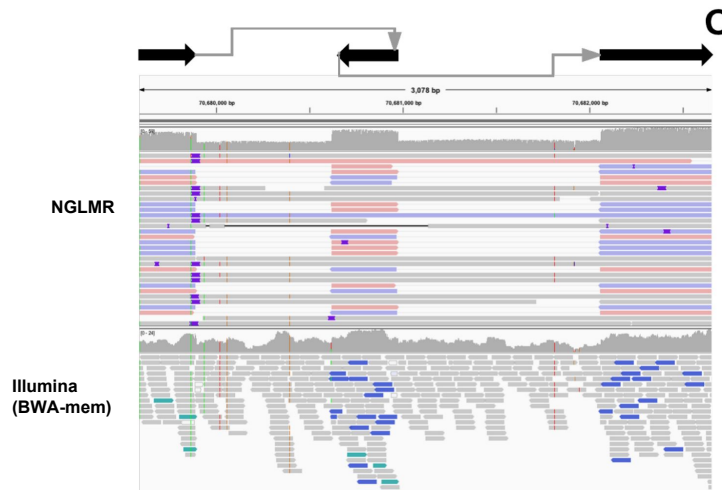 C
3,078 bp
70,680,000 bp
70,681,000 bp
70,682,000 bp
NGLMR
Illumina
(BWA-mem)